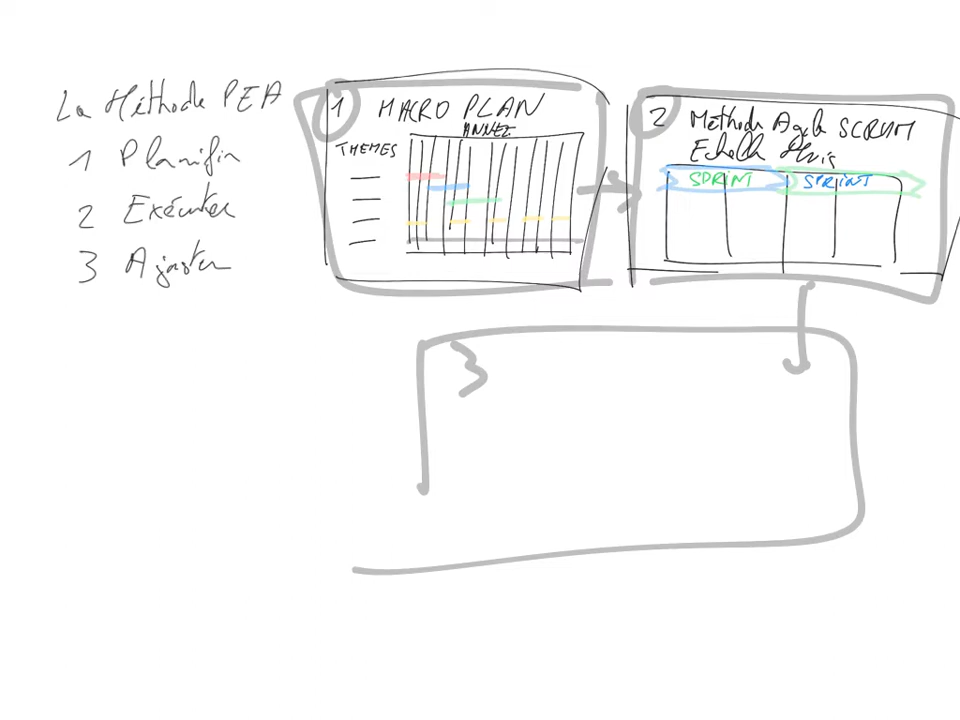 La Méthode PEA
1 Planifier
2 Exécuter
3 Ajuster
1 MACRO PLAN
ANNEE
THEMES
2 Méthode Agile SCRUM
Echelle Mois
SPRINT SPRINT
3